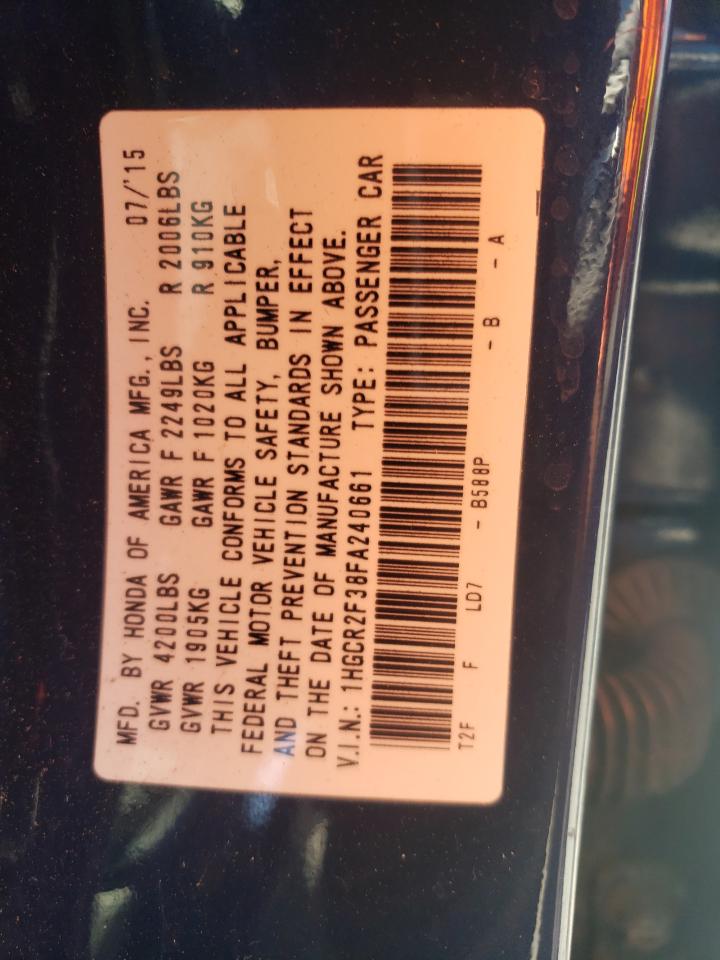 MFD. BY HONDA OF AMERICA MFG., INC. 07/'15
GVWR 4200LBS GAWR F 2249LBS R 2006LBS
GVWR 1905KG GAWR F 1020KG R 910KG
THIS VEHICLE CONFORMS TO ALL APPLICABLE
FEDERAL MOTOR VEHICLE SAFETY, BUMPER,
AND THEFT PREVENTION STANDARDS IN EFFECT
ON THE DATE OF MANUFACTURE SHOWN ABOVE.
V.I.N.: 1HGCR2F38FA240661 TYPE: PASSENGER CAR
T2F F LD7 - B588P - B - A